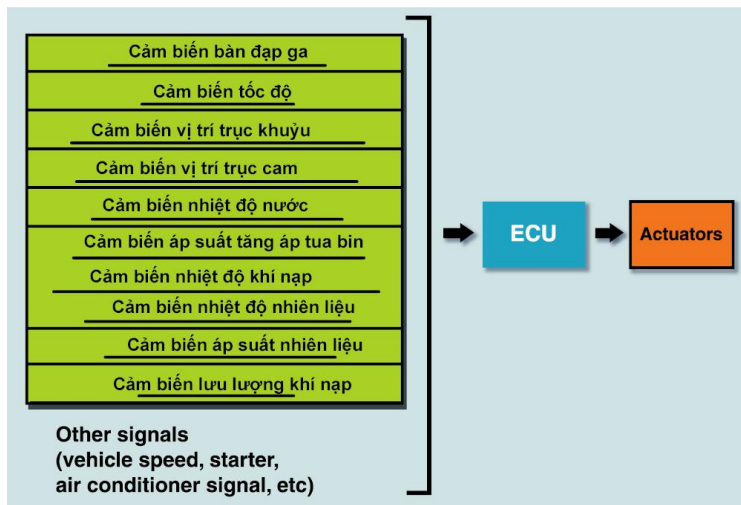 Cảm biến bàn đạp ga
Cảm biến tốc độ
Cảm biến vị trí trục khuỷu
Cảm biến vị trí trục cam
Cảm biến nhiệt độ nước
Cảm biến áp suất tăng áp tua bin
Cảm biến nhiệt độ khí nạp
Cảm biến nhiệt độ nhiên liệu
Cảm biến áp suất nhiên liệu
Cảm biến lưu lượng khí nạp
Other signals
(vehicle speed, starter,
air conditioner signal, etc)
ECU
Actuators